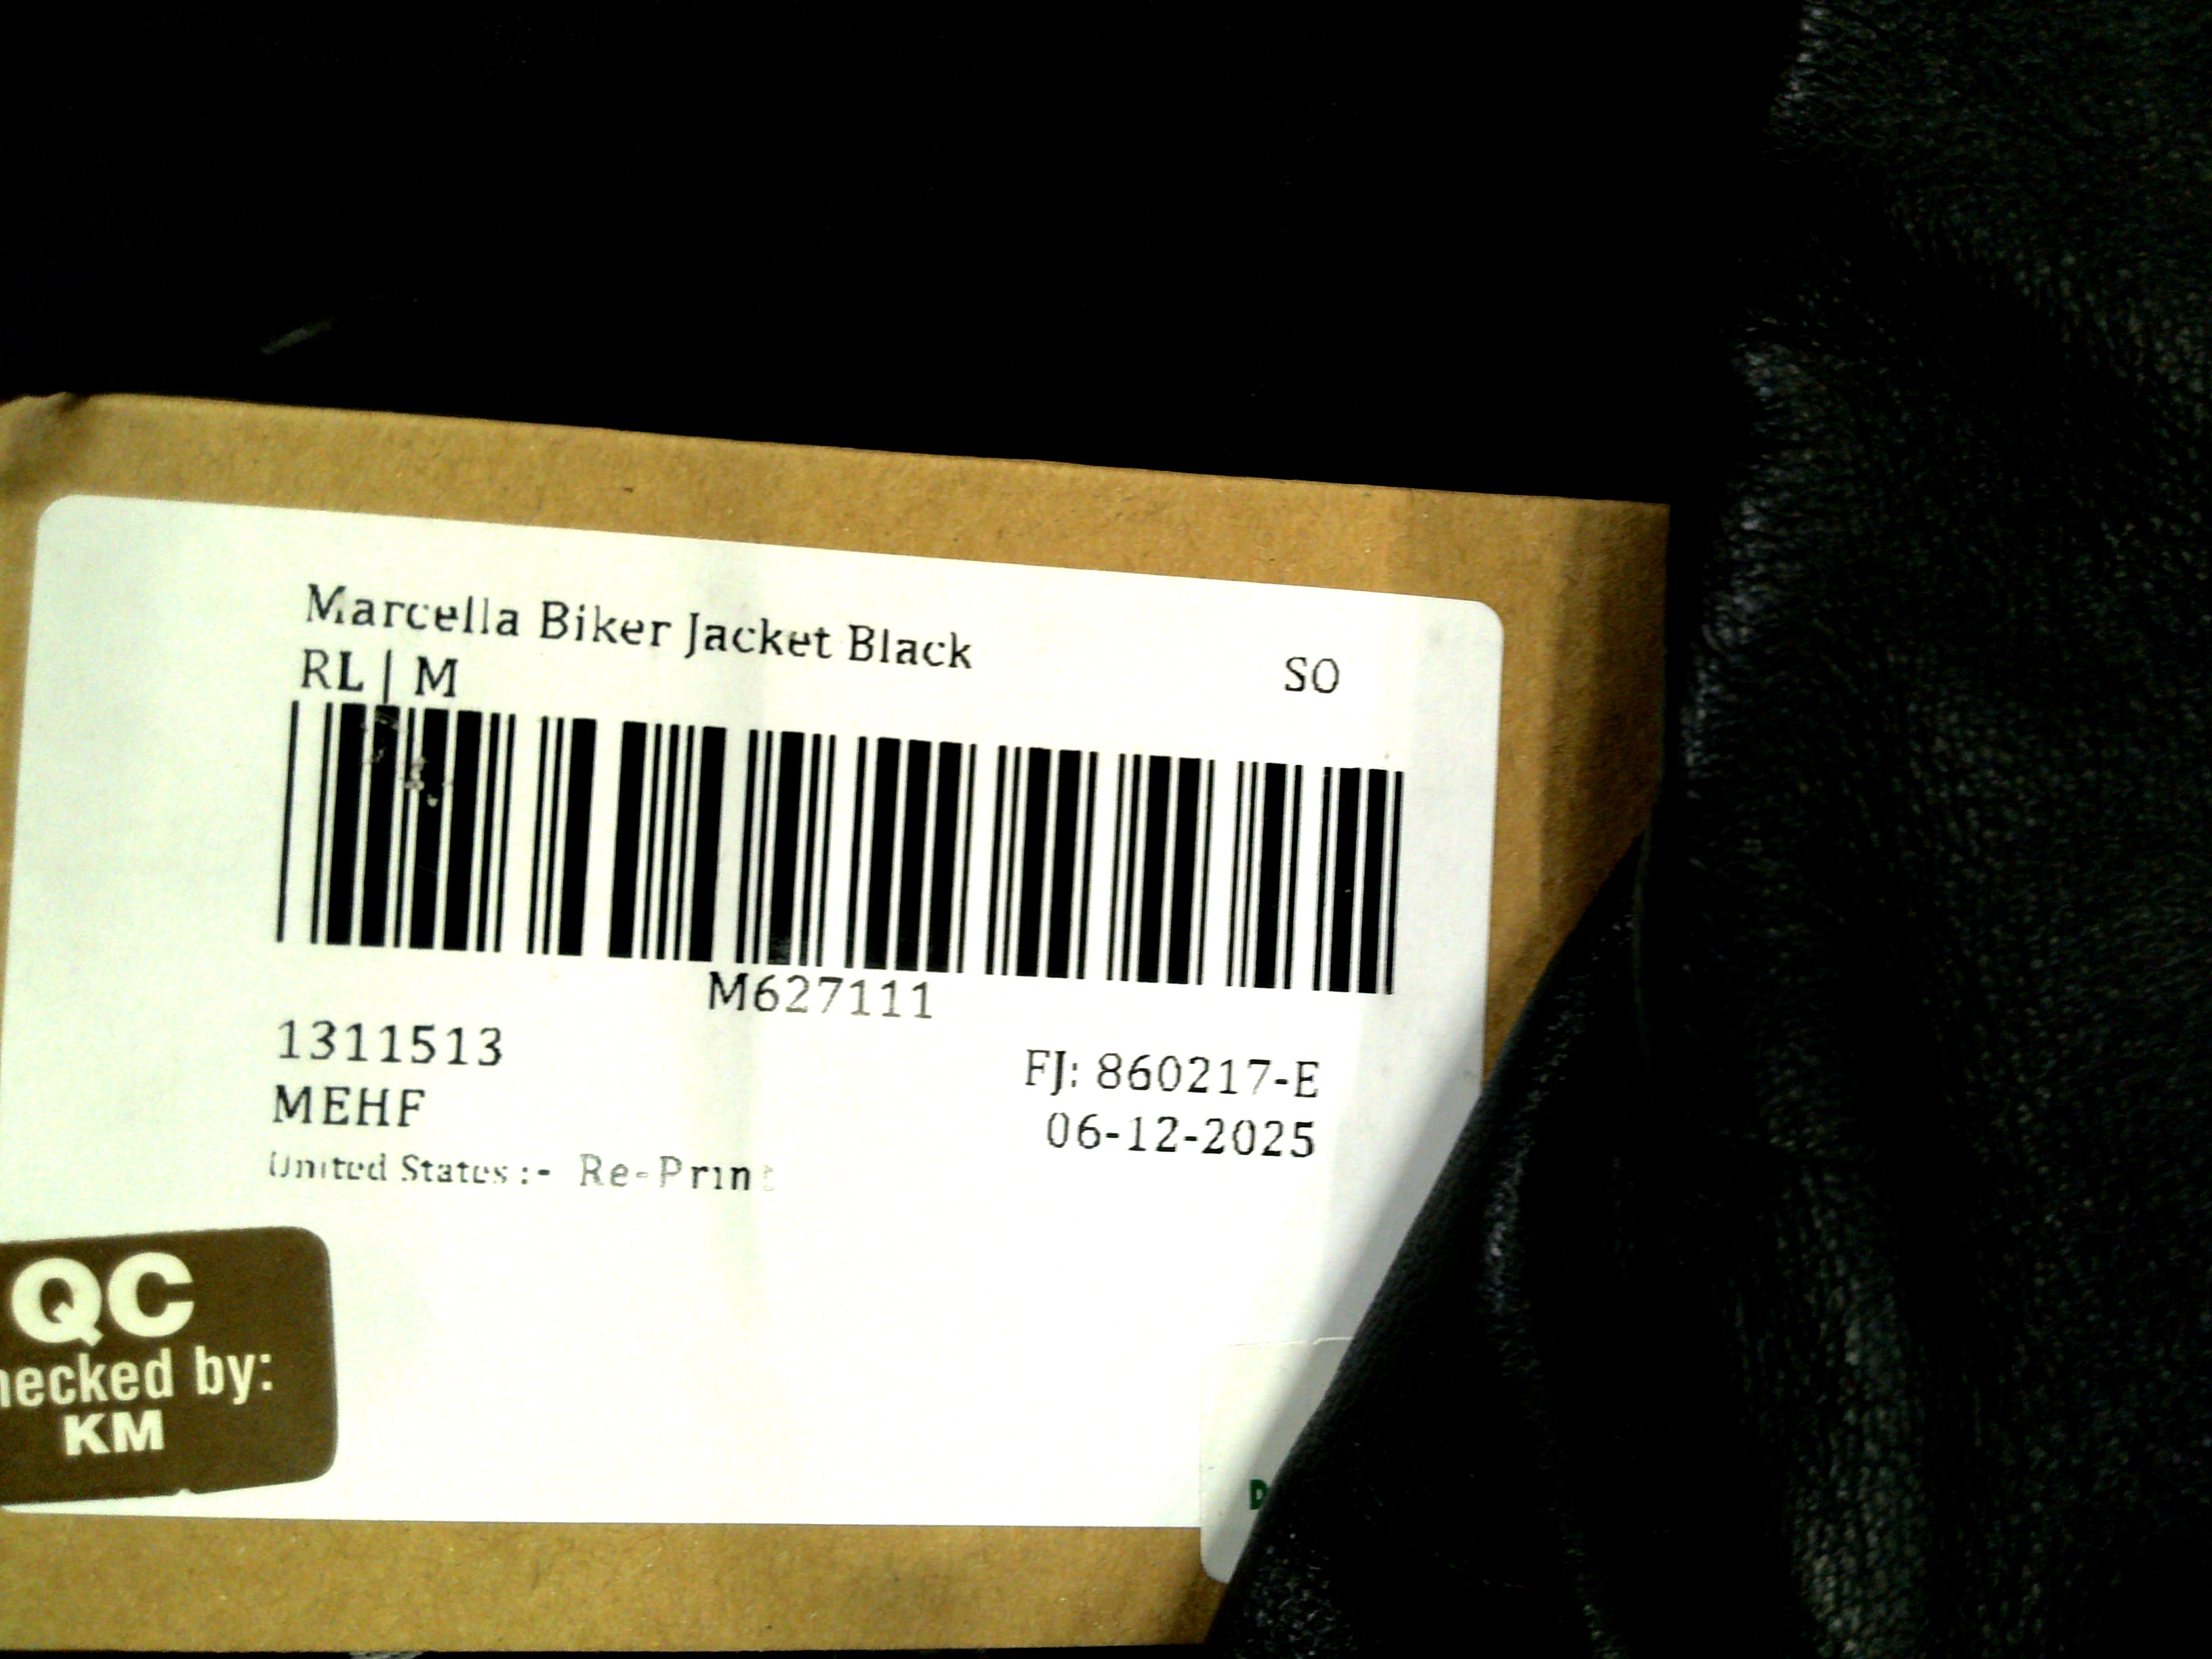 Marcella Biker Jacket Black
RL | M
SO
M627111
1311513
FJ: 860217-E
MEHF
06-12-2025
United States :- Re-Print
QC
hecked by:
KM